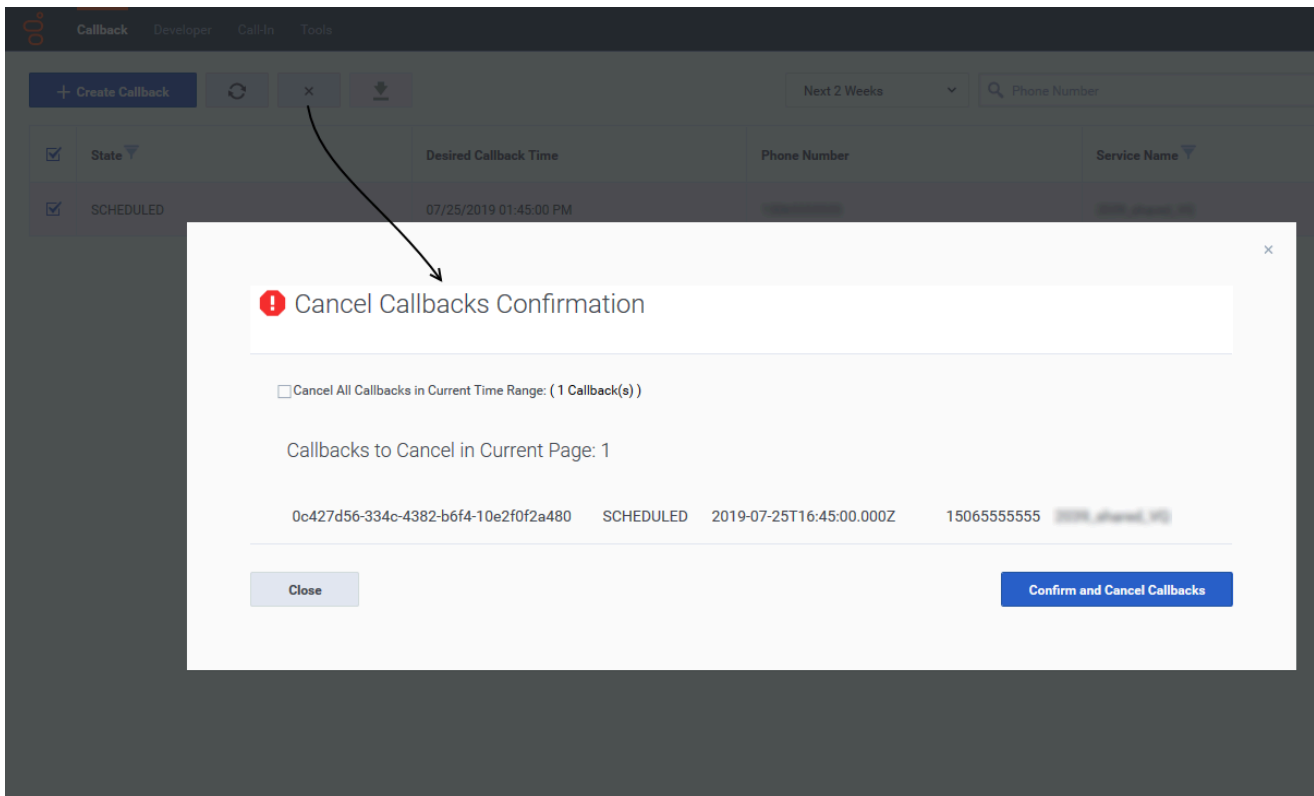 Callback Developer Call-In Tools
+ Create Callback
Next 2 Weeks
Phone Number
State Desired Callback Time Phone Number Service Name
SCHEDULED 07/25/2019 01:45:00 PM
Cancel Callbacks Confirmation
Cancel All Callbacks in Current Time Range: ( 1 Callback(s) )
Callbacks to Cancel in Current Page: 1
0c427d56-334c-4382-b6f4-10e2f0f2a480 SCHEDULED 2019-07-25T16:45:00.000Z 15065555555
Close
Confirm and Cancel Callbacks